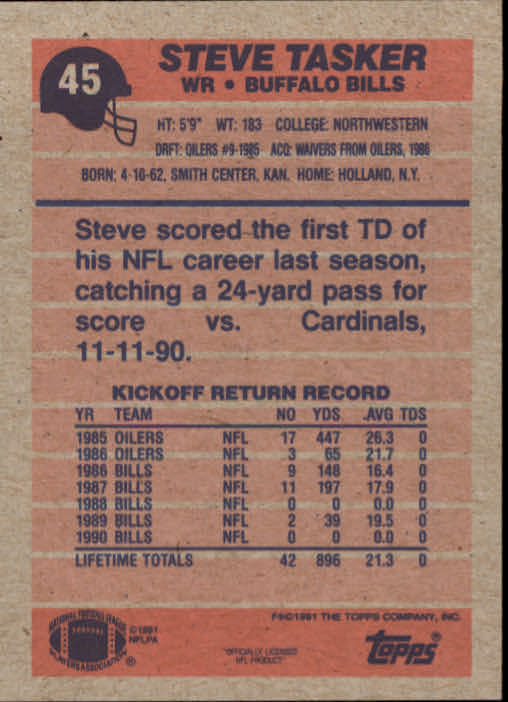 45
STEVE TASKER
WR • BUFFALO BILLS
HT: 5'9" WT: 183 COLLEGE: NORTHWESTERN
DRFT: OILERS #9-1985 ACQ: WAIVERS FROM OILERS, 1986
BORN: 4-16-62, SMITH CENTER, KAN. HOME: HOLLAND, N.Y.
Steve scored the first TD of
his NFL career last season,
catching a 24-yard pass for
score vs. Cardinals,
11-11-90.
KICKOFF RETURN RECORD
YR TEAM NO YDS .AVG TDS
1985 OILERS NFL 17 447 26.3 0
1986 OILERS NFL 3 65 21.7 0
1986 BILLS NFL 9 148 16.4 0
1987 BILLS NFL 11 197 17.9 0
1988 BILLS NFL 0 0 0.0 0
1989 BILLS NFL 2 39 19.5 0
1990 BILLS NFL 0 0 0.0 0
LIFETIME TOTALS 42 896 21.3 0
NATIONAL FOOTBALL LEAGUE
PLAYERS ASSOCIATION ®
©1991
NFLPA
"OFFICIALLY LICENSED
NFL PRODUCT"
F©1991 THE TOPPS COMPANY, INC.
topps®